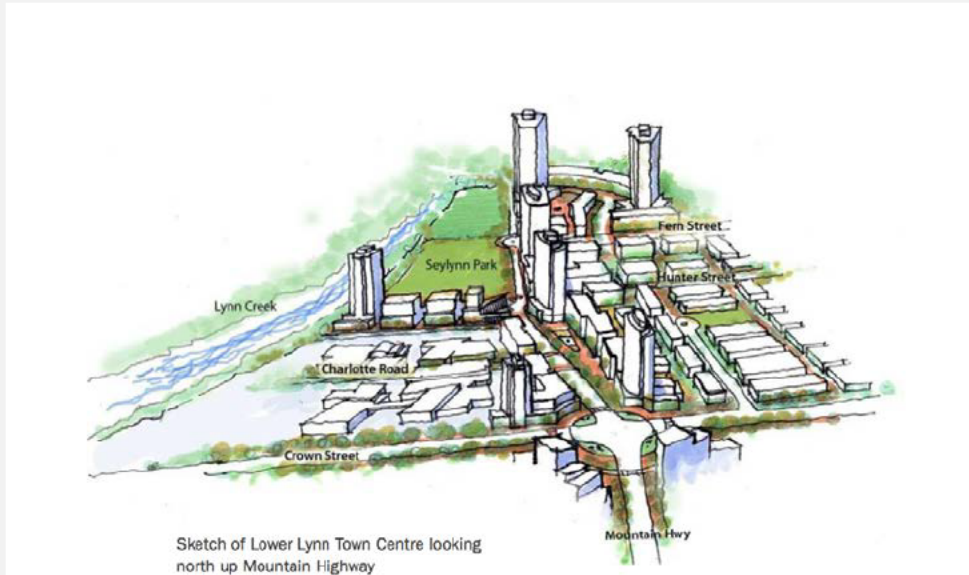 Fern Street
Seylynn Park
Hunter Street
Lynn Creek
Charlotte Road
Crown Street
Mountain Hwy
Sketch of Lower Lynn Town Centre looking
north up Mountain Highway